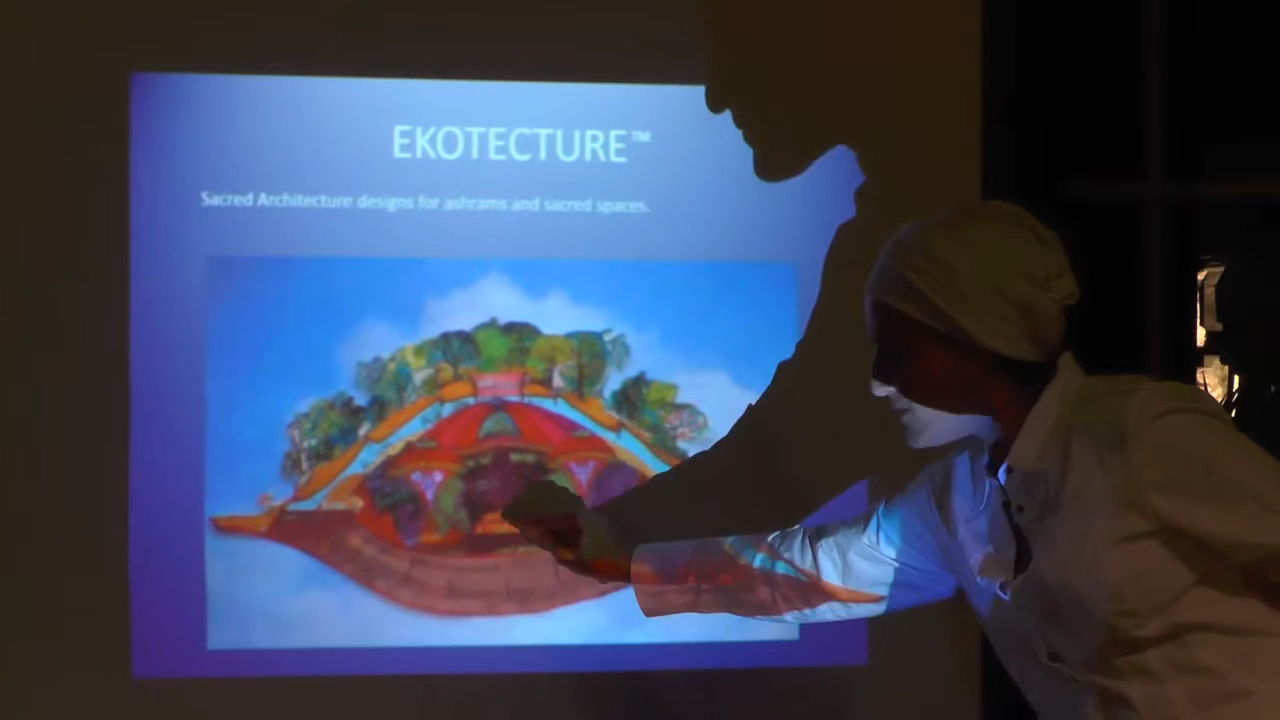 EKOTECTURE™
Sacred Architecture designs for ashrams and sacred spaces.